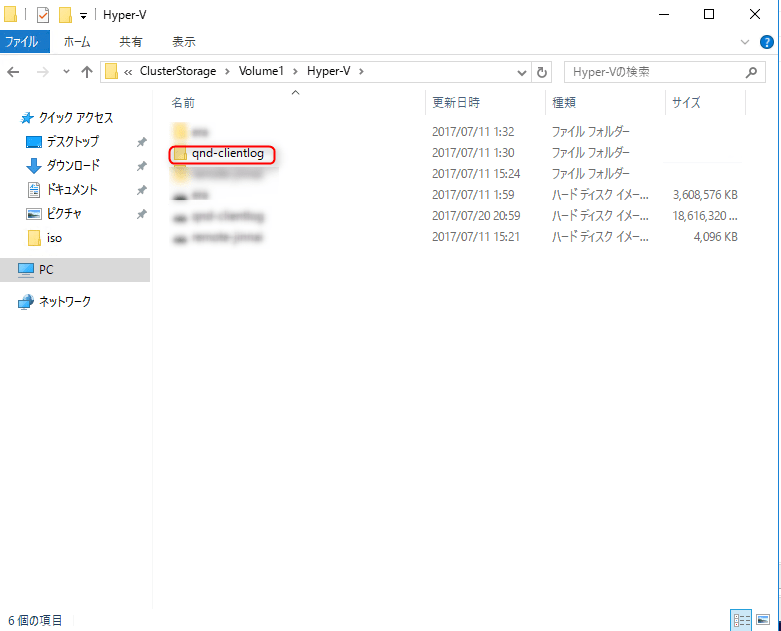 Hyper-V
ファイル ホーム 共有 表示
« ClusterStorage › Volume1 › Hyper-V › Hyper-Vの検索
名前 更新日時 種類 サイズ
クイック アクセス
デスクトップ
ダウンロード
ドキュメント
ピクチャ
iso
PC
ネットワーク
2017/07/11 1:32 ファイル フォルダー
qnd-clientlog 2017/07/11 1:30 ファイル フォルダー
2017/07/11 15:24 ファイル フォルダー
2017/07/11 1:59 ハード ディスク イメー... 3,608,576 KB
2017/07/20 20:59 ハード ディスク イメー... 18,616,320 ...
2017/07/11 15:21 ハード ディスク イメー... 4,096 KB
6 個の項目